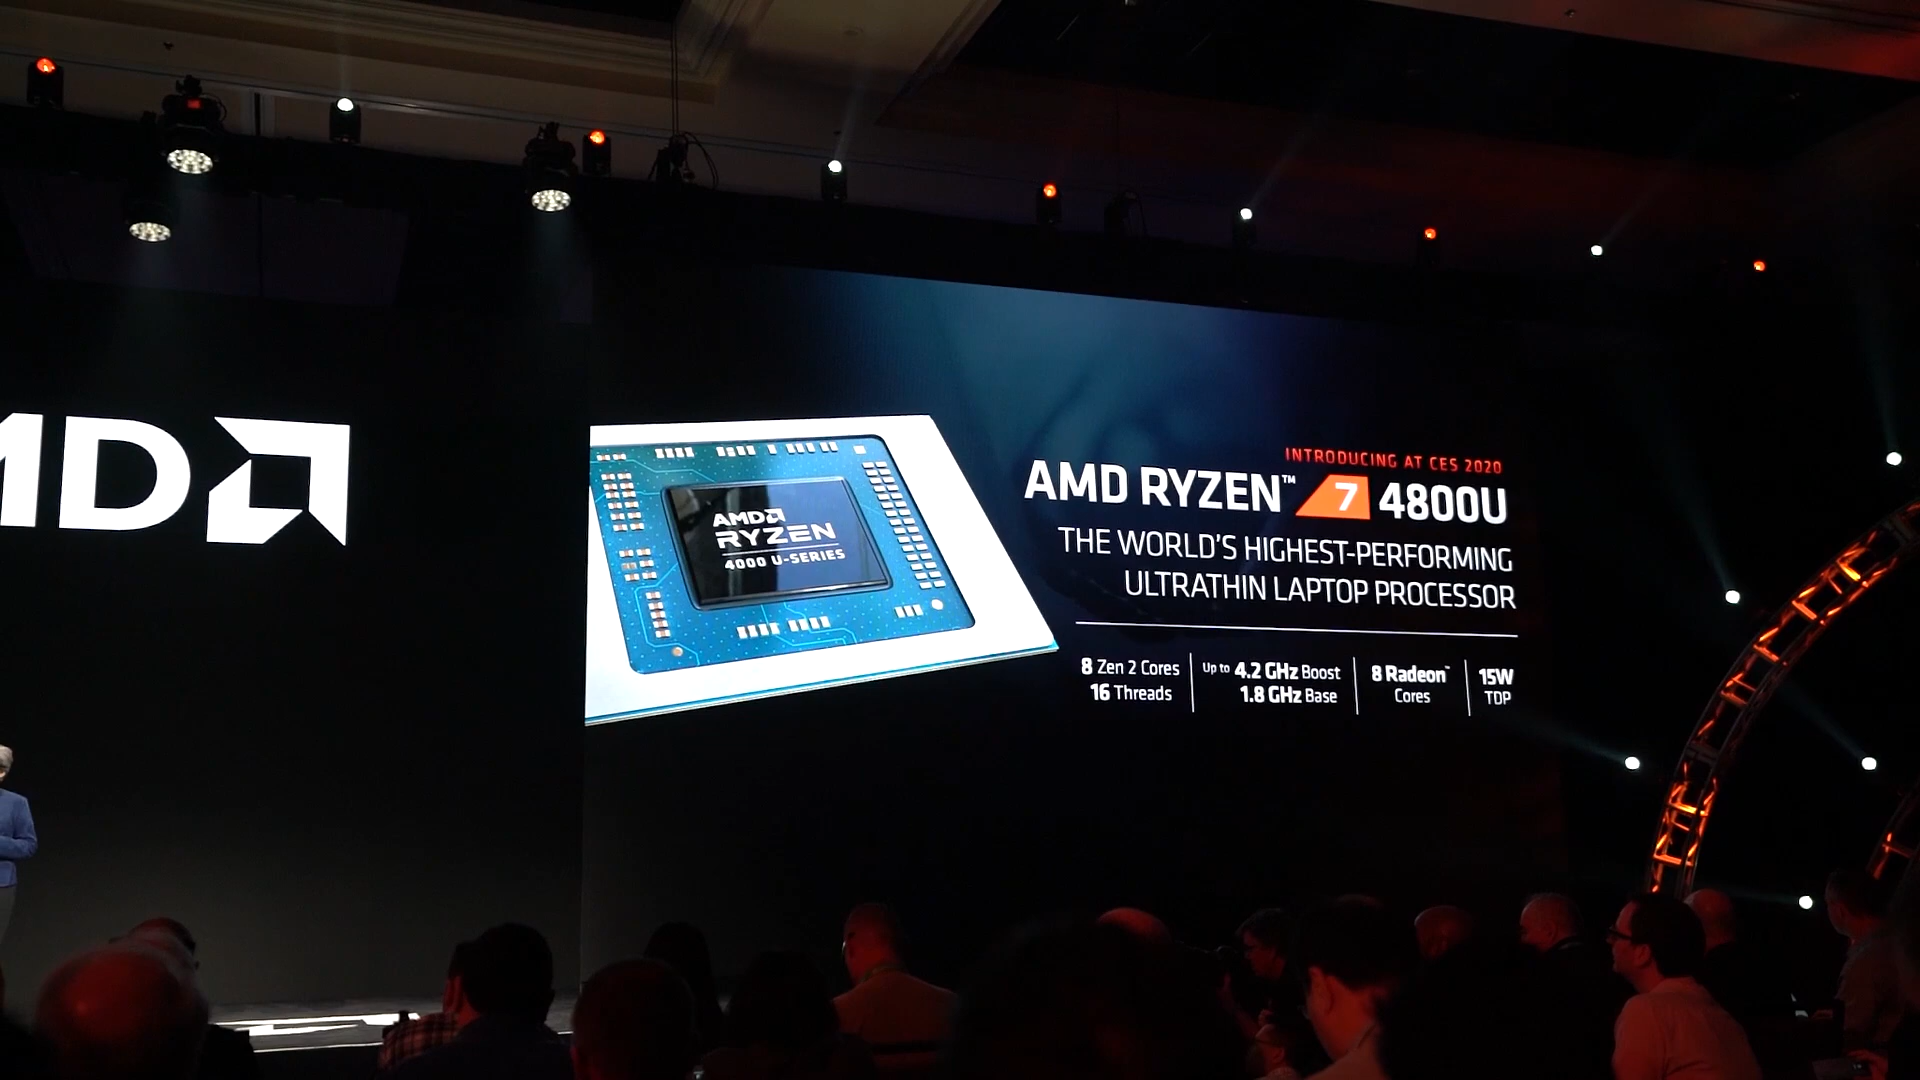 AMD
AMD
RYZEN
4000 U-SERIES
INTRODUCING AT CES 2020
AMD RYZEN™ 7 4800U
THE WORLD'S HIGHEST-PERFORMING
ULTRATHIN LAPTOP PROCESSOR
8 Zen 2 Cores
16 Threads
Up to 4.2 GHz Boost
1.8 GHz Base
8 Radeon™
Cores
15W
TDP